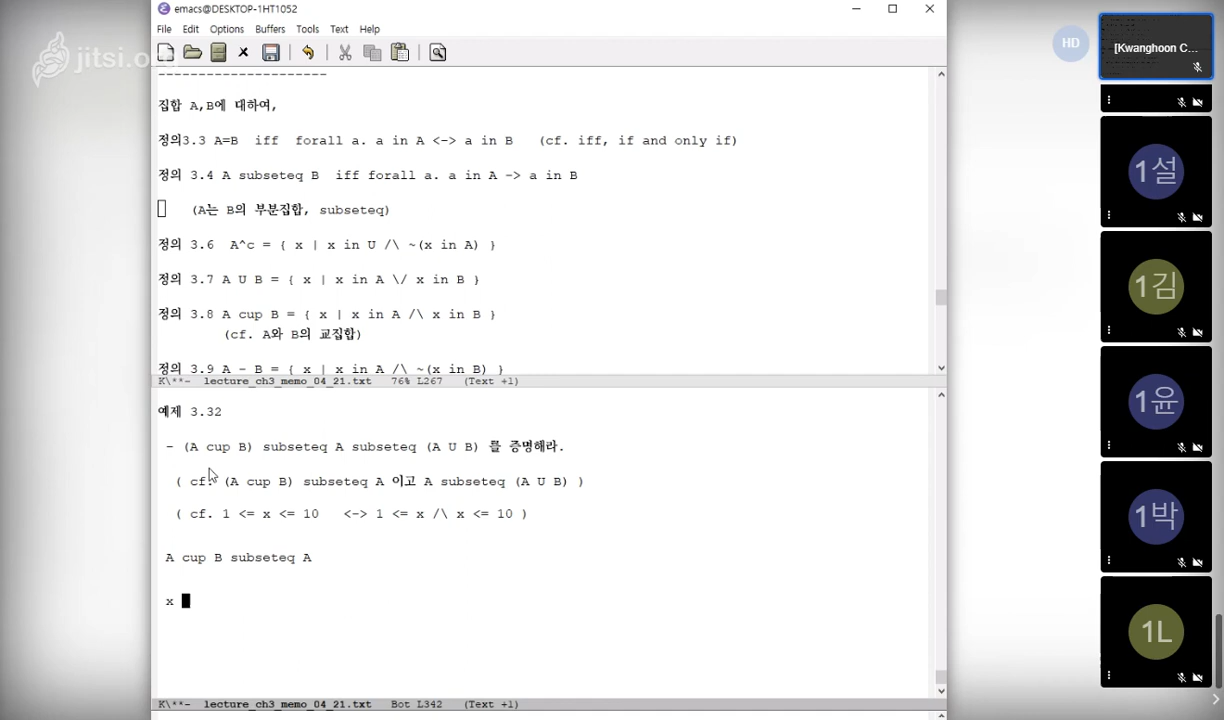 emacs@DESKTOP-1HT1052
File Edit Options Buffers Tools Text Help
jitsi.org
---------------------
집합 A,B에 대하여,
정의3.3 A=B iff forall a. a in A <-> a in B (cf. iff, if and only if)
정의 3.4 A subseteq B iff forall a. a in A -> a in B
(A는 B의 부분집합, subseteq)
정의 3.6 A^c = { x | x in U /\ ~(x in A) }
정의 3.7 A U B = { x | x in A \/ x in B }
정의 3.8 A cup B = { x | x in A /\ x in B }
(cf. A와 B의 교집합)
정의 3.9 A - B = { x | x in A /\ ~(x in B) }
K\**- lecture_ch3_memo_04_21.txt 76% L267 (Text +1)
예제 3.32
- (A cup B) subseteq A subseteq (A U B) 를 증명해라.
( cf. (A cup B) subseteq A 이고 A subseteq (A U B) )
( cf. 1 <= x <= 10 <-> 1 <= x /\ x <= 10 )
A cup B subseteq A
x
K\**- lecture_ch3_memo_04_21.txt Bot L342 (Text +1)
HD
[Kwanghoon C...
1설
1김
1윤
1박
1L